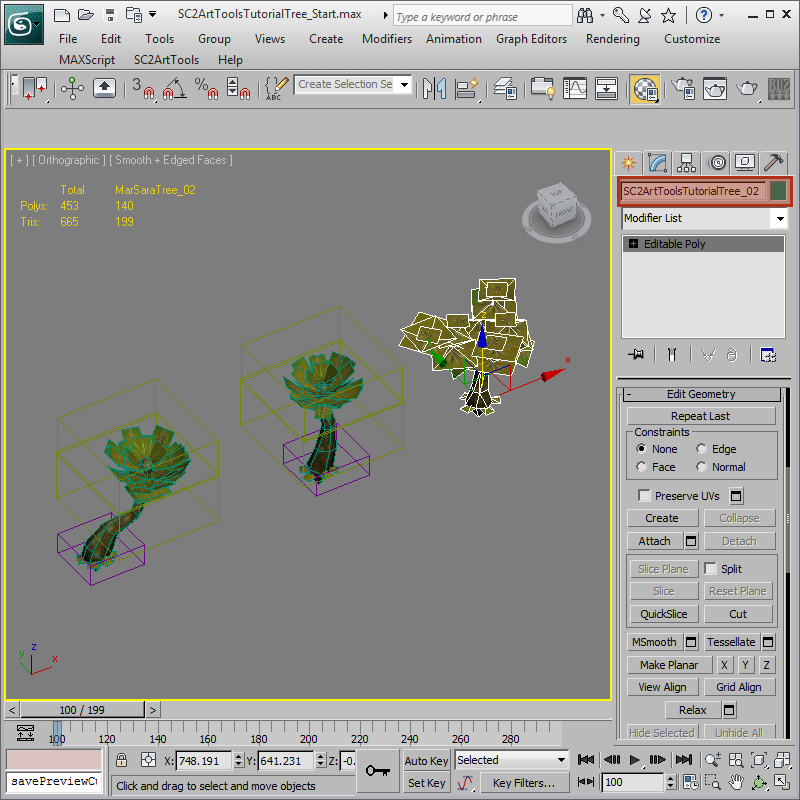 SC2ArtToolsTutorialTree_Start.max
Type a keyword or phrase
File Edit Tools Group Views Create Modifiers Animation Graph Editors Rendering Customize
MAXScript SC2ArtTools Help
3 % ABC Create Selection Se
[ + ] [ Orthographic ] [ Smooth + Edged Faces ]
Total MarSaraTree_02
Polys: 453 140
Tris: 665 199
TOP
FRONT
x
z
y x
SC2ArtToolsTutorialTree_02
Modifier List
Editable Poly
- Edit Geometry
Repeat Last
Constraints
None Edge
Face Normal
Preserve UVs
Create Collapse
Attach Detach
Slice Plane Split
Slice Reset Plane
QuickSlice Cut
MSmooth Tessellate
Make Planar X Y Z
View Align Grid Align
Relax
Hide Selected Unhide All
< 100 / 199 >
100 120 140 160 180 200 220 240 260 280
X: 748.191 Y: 641.231 Z: -0.
Auto Key Selected
savePreviewCu
Click and drag to select and move objects
Set Key Key Filters...
100